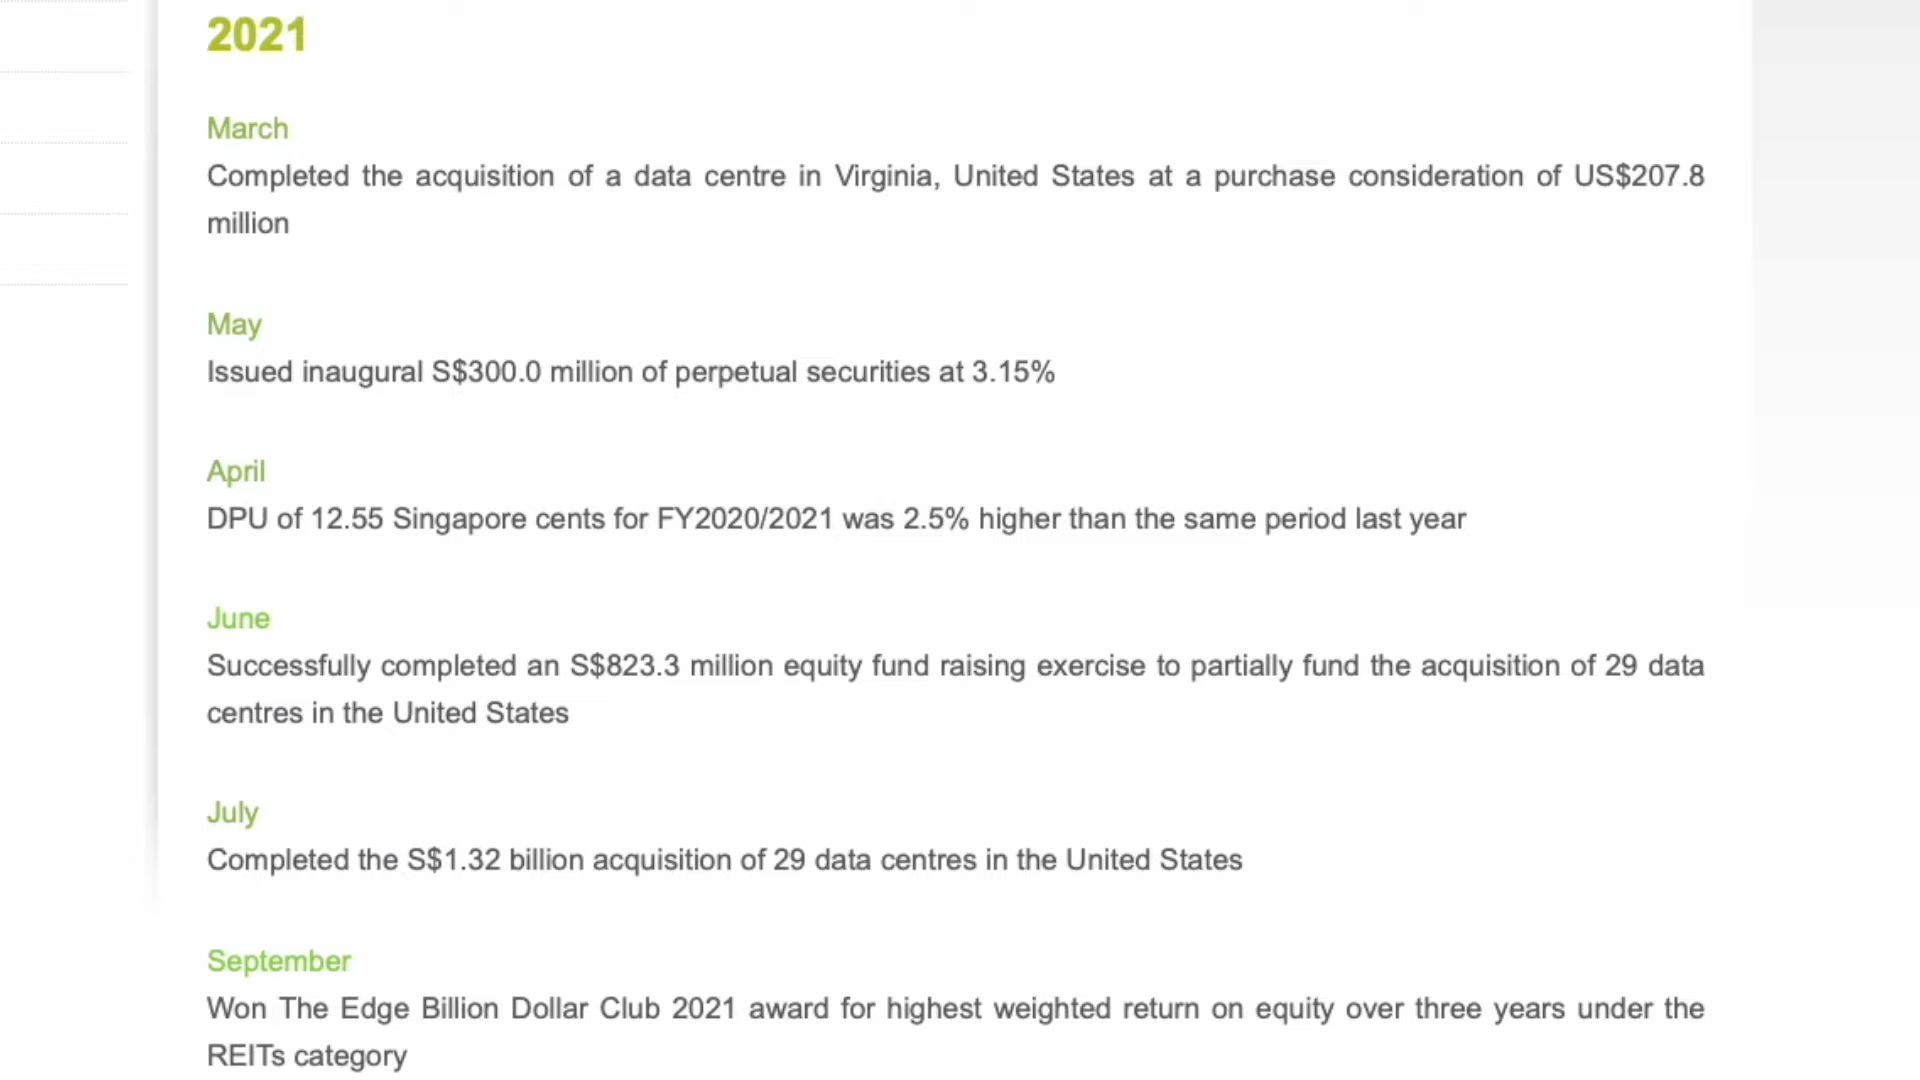 2021
March
Completed the acquisition of a data centre in Virginia, United States at a purchase consideration of US$207.8
million
May
Issued inaugural S$300.0 million of perpetual securities at 3.15%
April
DPU of 12.55 Singapore cents for FY2020/2021 was 2.5% higher than the same period last year
June
Successfully completed an S$823.3 million equity fund raising exercise to partially fund the acquisition of 29 data
centres in the United States
July
Completed the S$1.32 billion acquisition of 29 data centres in the United States
September
Won The Edge Billion Dollar Club 2021 award for highest weighted return on equity over three years under the
REITs category